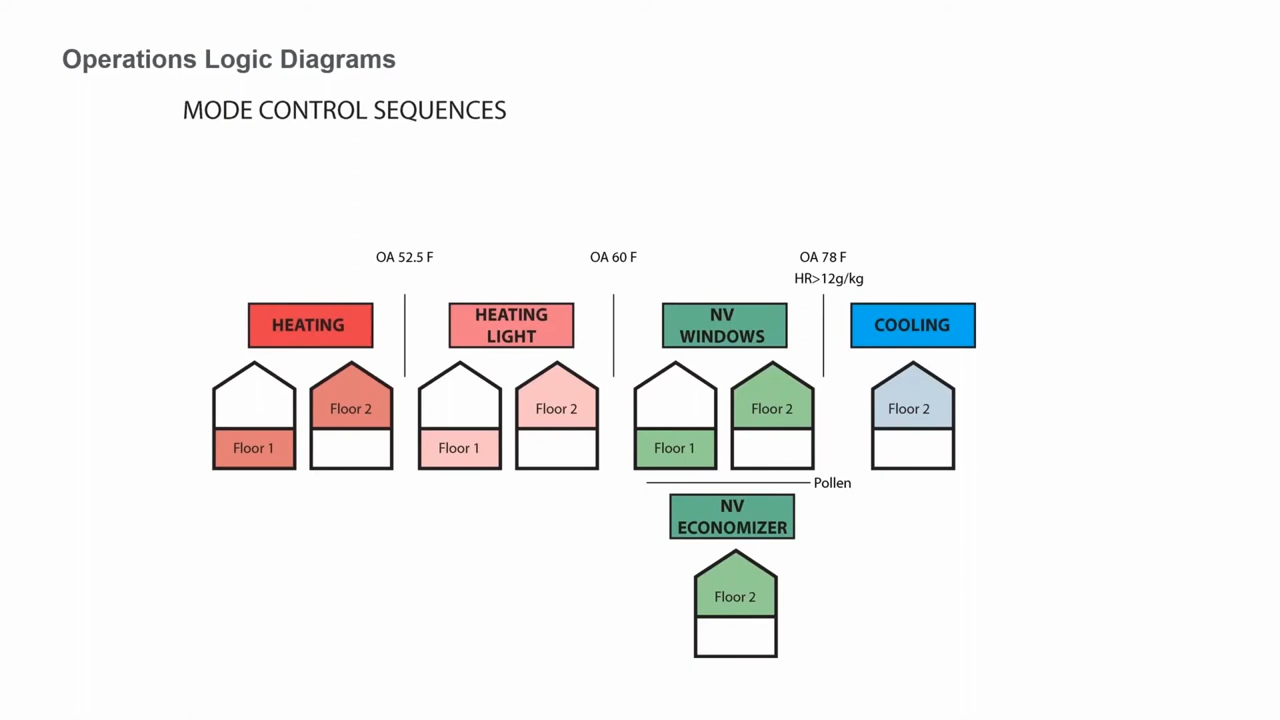 Operations Logic Diagrams
MODE CONTROL SEQUENCES
OA 52.5 F
OA 60 F
OA 78 F
HR>12g/kg
HEATING
HEATING
LIGHT
NV
WINDOWS
COOLING
Floor 1
Floor 2
Floor 1
Floor 2
Floor 1
Floor 2
Floor 2
Pollen
NV
ECONOMIZER
Floor 2